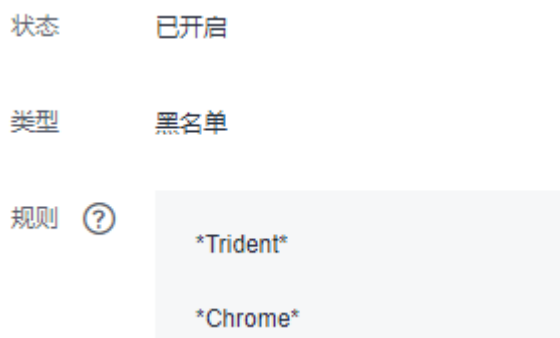 状态 已开启
类型 黑名单
规则 ?
*Trident*
*Chrome*